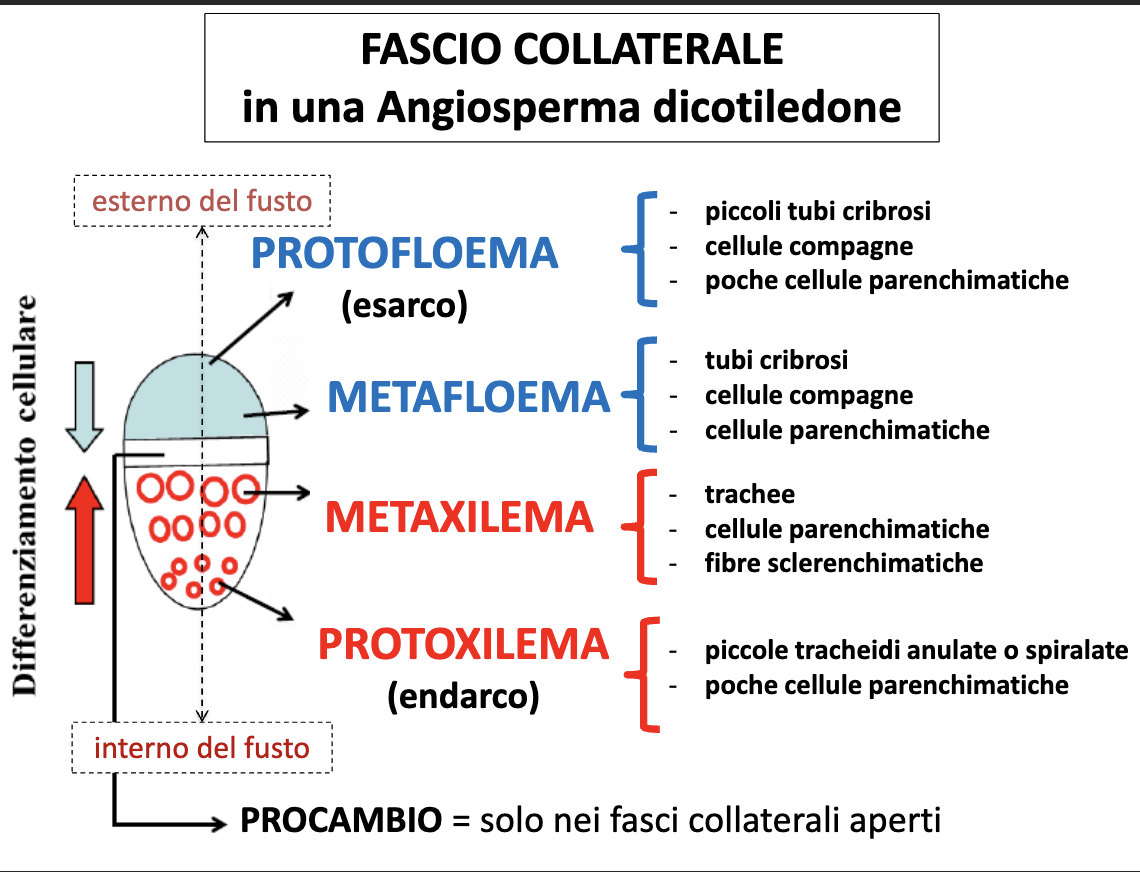 FASCIO COLLATERALE
in una Angiosperma dicotiledone
esterno del fusto
PROTOFLOEMA
(esarco)
- piccoli tubi cribrosi
- cellule compagne
- poche cellule parenchimatiche
Differenziamento cellulare
METAFLOEMA
- tubi cribrosi
- cellule compagne
- cellule parenchimatiche
METAXILEMA
- trachee
- cellule parenchimatiche
- fibre sclerenchimatiche
PROTOXILEMA
(endarco)
- piccole tracheidi anulate o spiralate
- poche cellule parenchimatiche
interno del fusto
PROCAMBIO = solo nei fasci collaterali aperti